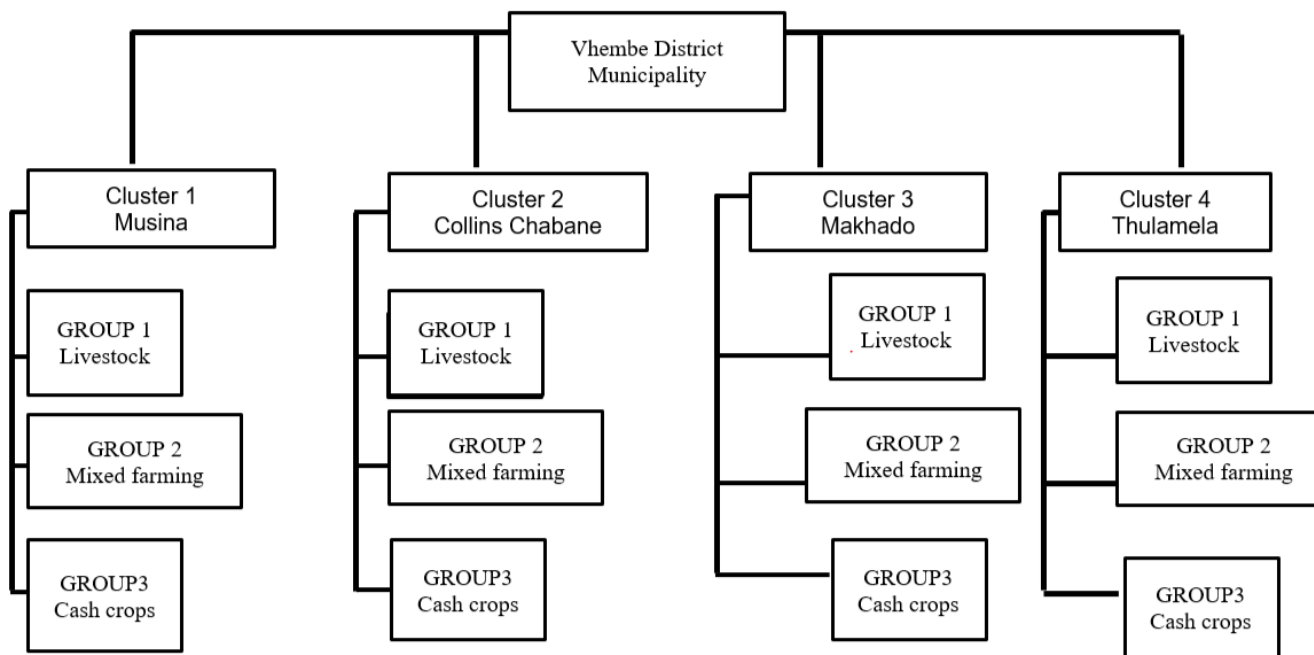 Vhembe District
Municipality
Cluster 1
Musina
GROUP 1
Livestock
GROUP 2
Mixed farming
GROUP3
Cash crops
Cluster 2
Collins Chabane
GROUP 1
Livestock
GROUP 2
Mixed farming
GROUP3
Cash crops
Cluster 3
Makhado
GROUP 1
Livestock
GROUP 2
Mixed farming
GROUP3
Cash crops
Cluster 4
Thulamela
GROUP 1
Livestock
GROUP 2
Mixed farming
GROUP3
Cash crops